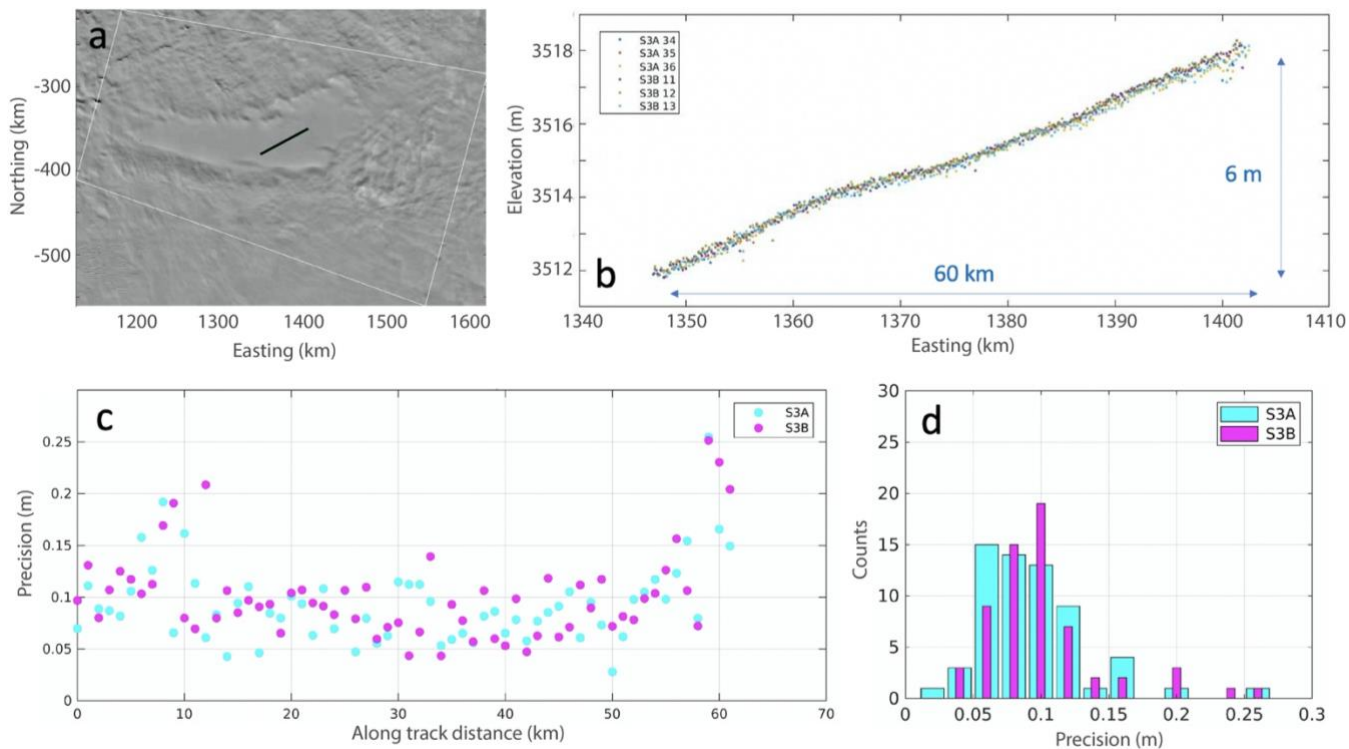 a
Northing (km)
-300
-400
-500
1200 1300 1400 1500 1600
Easting (km)
b
S3A 34
S3A 35
S3A 36
S3B 11
S3B 12
S3B 13
Elevation (m)
3518
3516
3514
3512
6 m
60 km
1340 1350 1360 1370 1380 1390 1400 1410
Easting (km)
c
S3A
S3B
Precision (m)
0.25
0.2
0.15
0.1
0.05
0
0 10 20 30 40 50 60 70
Along track distance (km)
d
S3A
S3B
Counts
30
25
20
15
10
5
0
0 0.05 0.1 0.15 0.2 0.25 0.3
Precision (m)